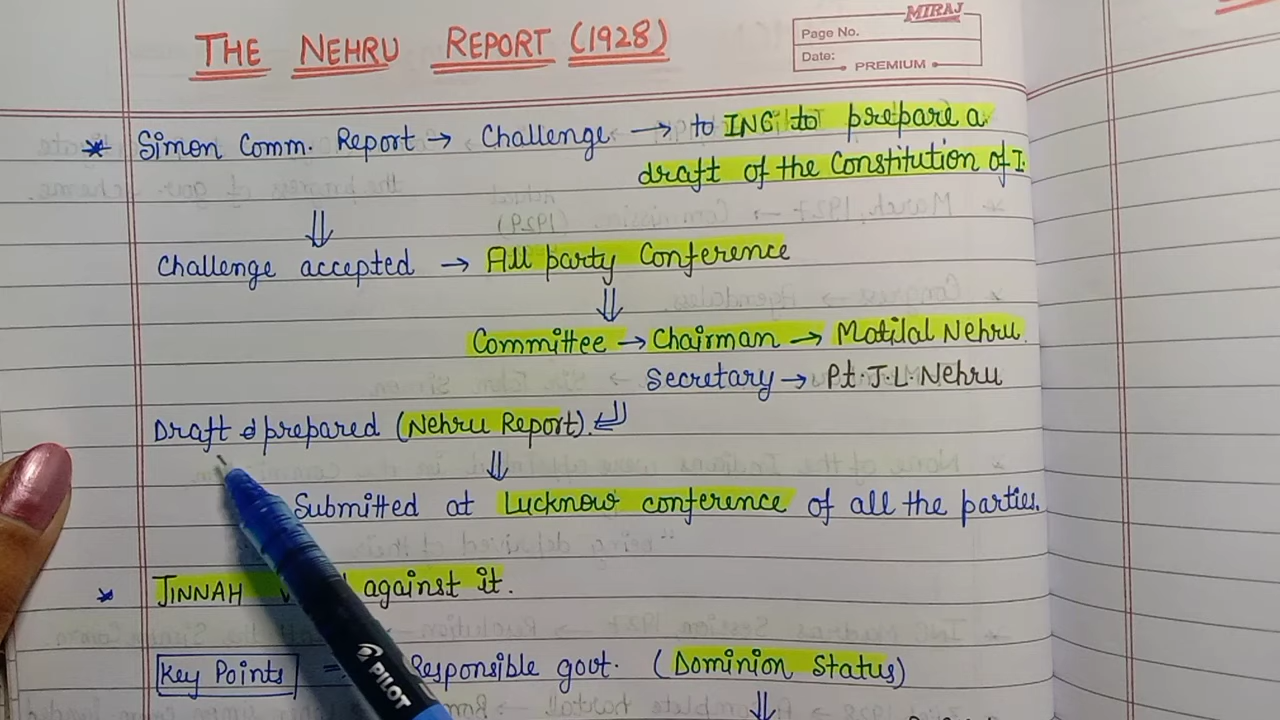 THE NEHRU REPORT (1928)
MIRAJ
Page No.
Date:
PREMIUM
* Simon Comm. Report → Challenge → to INC to prepare a
draft of the Constitution of I.
⇓
Challenge accepted → All party Conference
⇓
Committee → Chairman → Motilal Nehru
Secretary → Pt. J.L. Nehru
Draft prepared (Nehru Report).
⇓
Submitted at Lucknow conference of all the parties.
* JINNAH against it.
Key Points Responsible govt. (Dominion Status)
⇓
PILOT